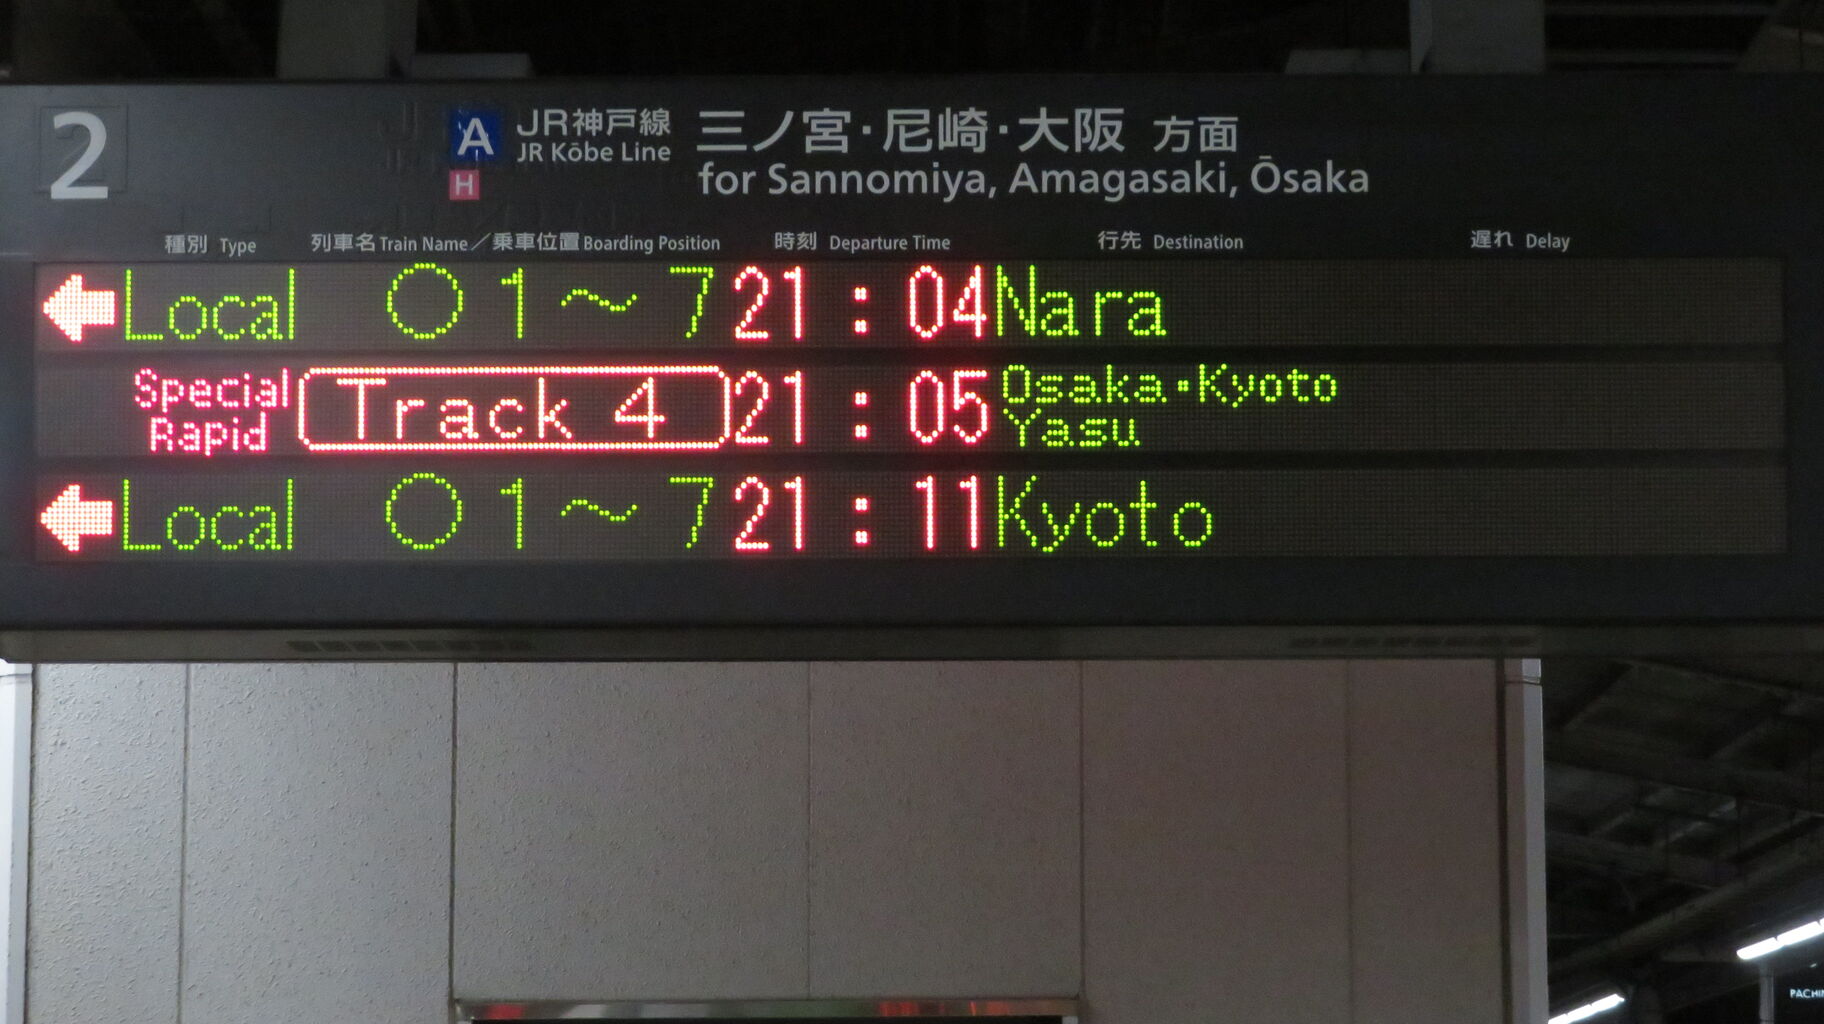 2
A JR神戸線 三ノ宮・尼崎・大阪 方面
H JR Kōbe Line for Sannomiya, Amagasaki, Ōsaka
種別 Type 列車名 Train Name／乗車位置 Boarding Position 時刻 Departure Time 行先 Destination 遅れ Delay
Local ○ 1～ 7 21:04 Nara
Special Rapid Track 4 21:05 Osaka・Kyoto
Yasu
Local ○ 1～ 7 21:11 Kyoto